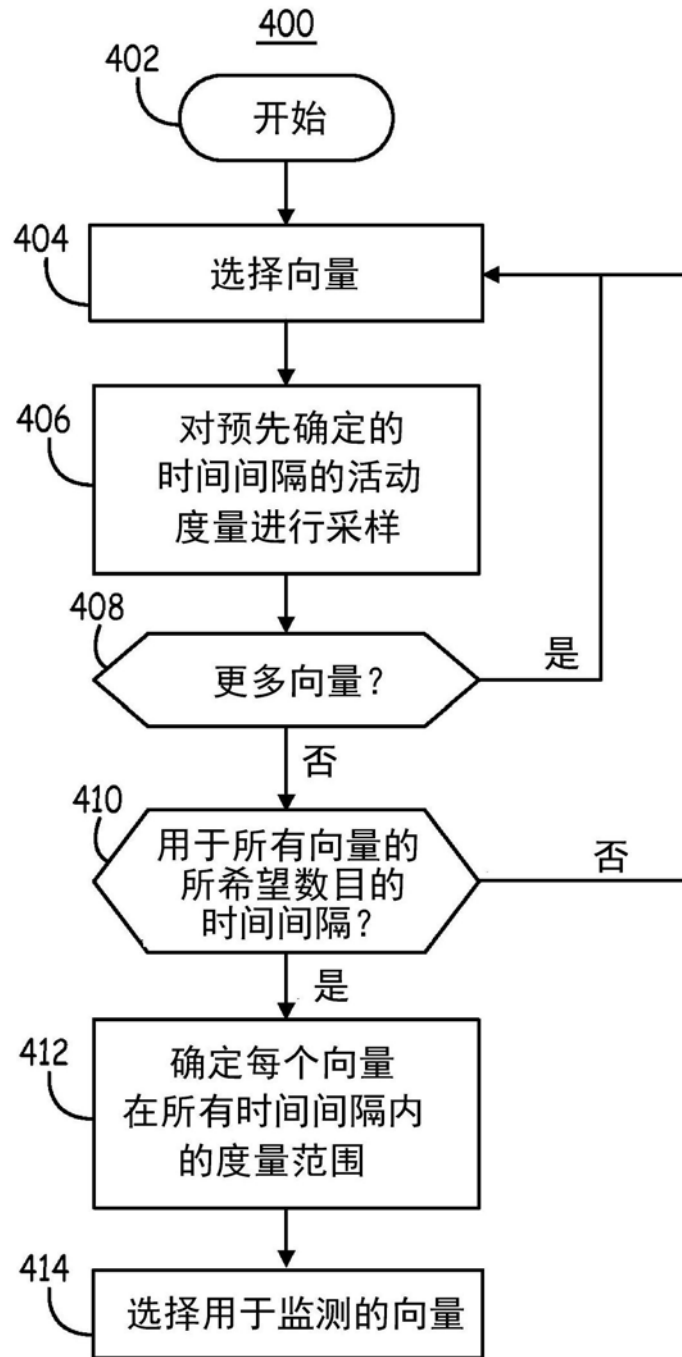 400
402
开始
404
选择向量
406
对预先确定的
时间间隔的活动
度量进行采样
408
更多向量？
是
否
410
用于所有向量的
所希望数目的
时间间隔？
否
是
412
确定每个向量
在所有时间间隔内
的度量范围
414
选择用于监测的向量